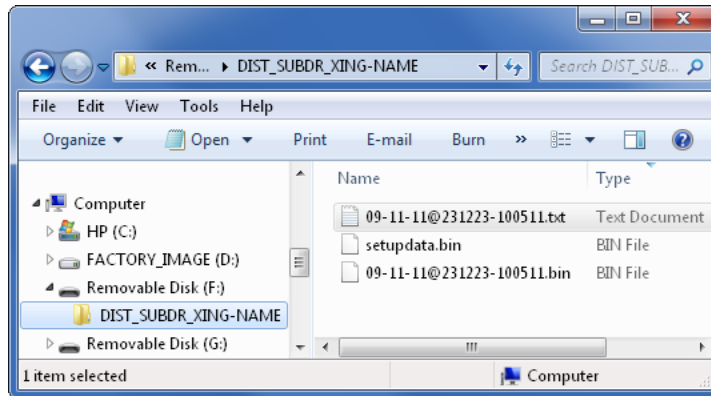 « Rem... ▸ DIST_SUBDR_XING-NAME Search DIST_SUB...
File Edit View Tools Help
Organize Open Print E-mail Burn »
Name Type
Computer
HP (C:)
FACTORY_IMAGE (D:)
Removable Disk (F:)
DIST_SUBDR_XING-NAME
Removable Disk (G:)
09-11-11@231223-100511.txt Text Document
setupdata.bin BIN File
09-11-11@231223-100511.bin BIN File
1 item selected Computer